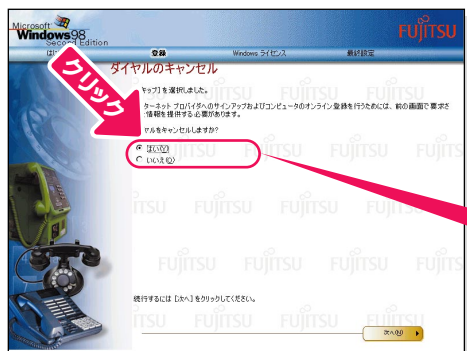 Microsoft
Windows98
Second Edition
FUJITSU
は
登録
Windows ライセンス
最終設定
クリック
ダイヤルのキャンセル
キップ] を選択しました。
ターネット プロバイダへのサインアップおよびコンピュータのオンライン登録を行うためには、前の画面で要求さ
情報を提供する必要があります。
ヤルをキャンセルしますか?
はい(Y)
いいえ(O)
続行するには [次へ] をクリックしてください。
次へ(N)